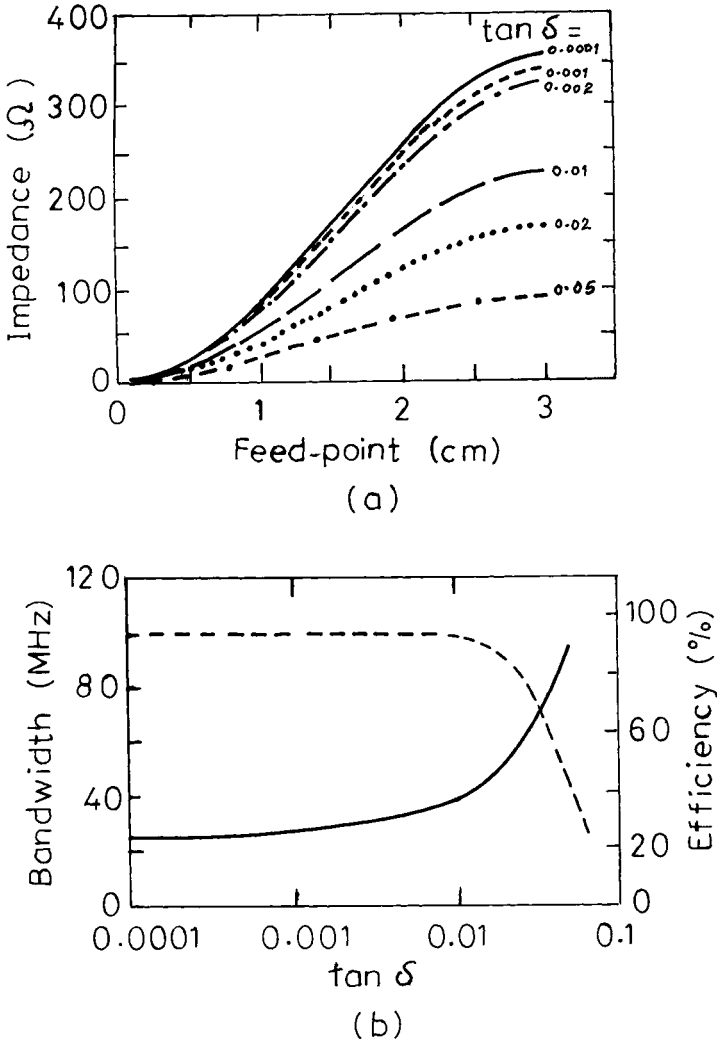 400
300
200
100
0
Impedance (Ω)
tan δ =
0.0001
0.001
0.002
0.01
0.02
0.05
0 1 2 3
Feed-point (cm)
(a)
120
80
40
0
Bandwidth (MHz)
100
60
20
0
Efficiency (%)
0.0001 0.001 0.01 0.1
tan δ
(b)